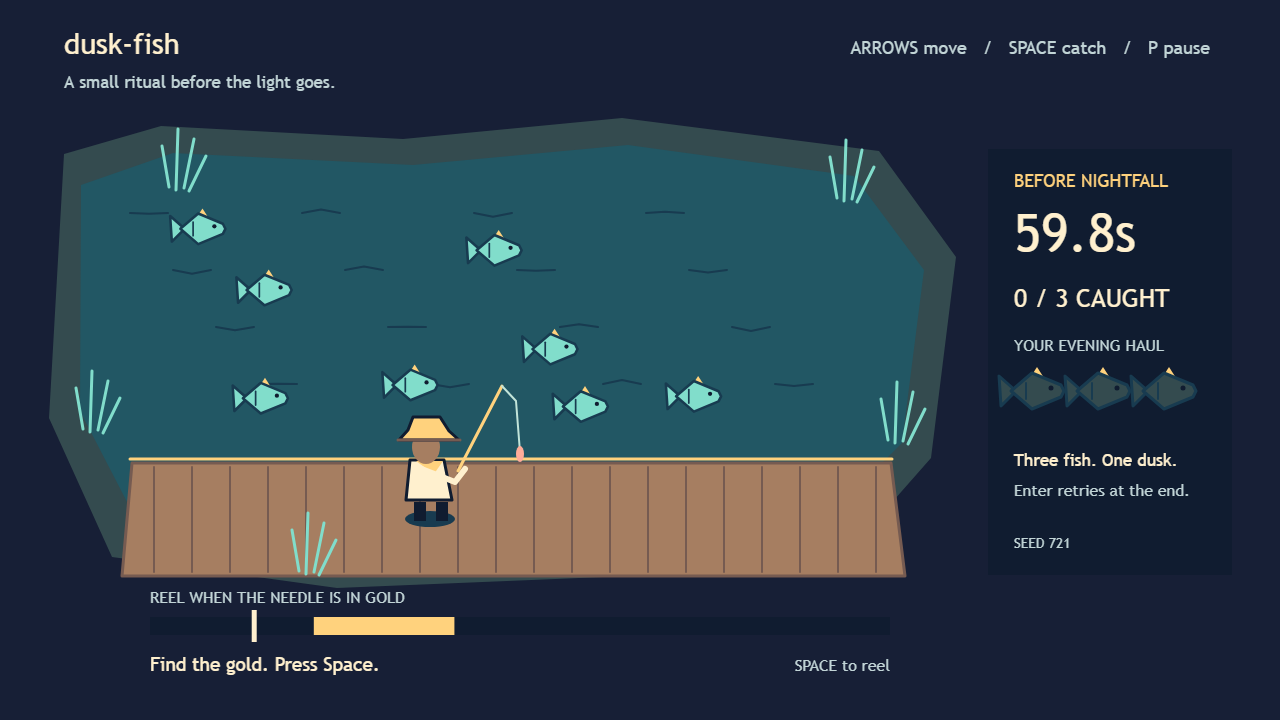 dusk-fish
A small ritual before the light goes.
ARROWS move / SPACE catch / P pause
BEFORE NIGHTFALL
59.8s
0 / 3 CAUGHT
YOUR EVENING HAUL
Three fish. One dusk.
Enter retries at the end.
SEED 721
REEL WHEN THE NEEDLE IS IN GOLD
Find the gold. Press Space.
SPACE to reel